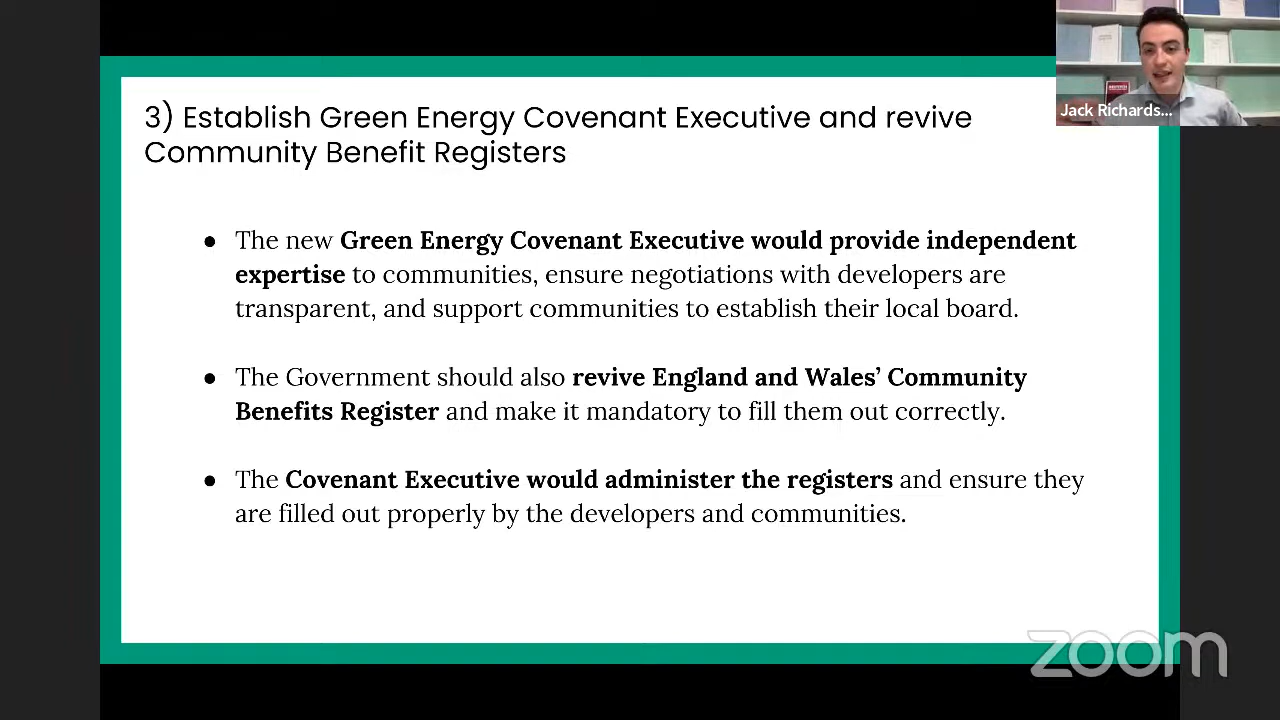 3) Establish Green Energy Covenant Executive and revive
Community Benefit Registers
Jack Richards...
● The new Green Energy Covenant Executive would provide independent
expertise to communities, ensure negotiations with developers are
transparent, and support communities to establish their local board.
● The Government should also revive England and Wales’ Community
Benefits Register and make it mandatory to fill them out correctly.
● The Covenant Executive would administer the registers and ensure they
are filled out properly by the developers and communities.
zoom